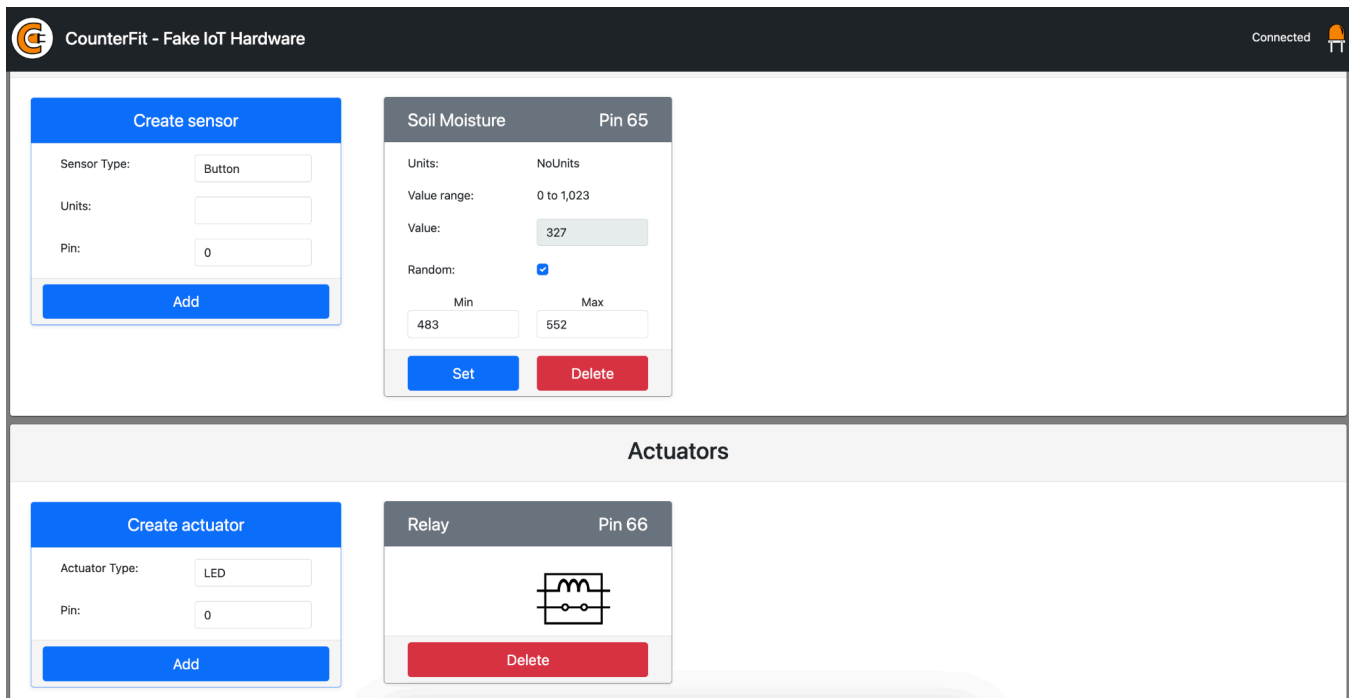 CounterFit - Fake IoT Hardware
Connected
Create sensor
Sensor Type:
Button
Units:
Pin:
0
Add
Soil Moisture Pin 65
Units: NoUnits
Value range: 0 to 1,023
Value: 327
Random:
Min Max
483 552
Set Delete
Actuators
Create actuator
Actuator Type: LED
Pin: 0
Add
Relay Pin 66
Delete